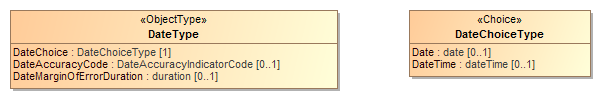 «ObjectType»
DateType
DateChoice : DateChoiceType [1]
DateAccuracyCode : DateAccuracyIndicatorCode [0..1]
DateMarginOfErrorDuration : duration [0..1]
«Choice»
DateChoiceType
Date : date [0..1]
DateTime : dateTime [0..1]